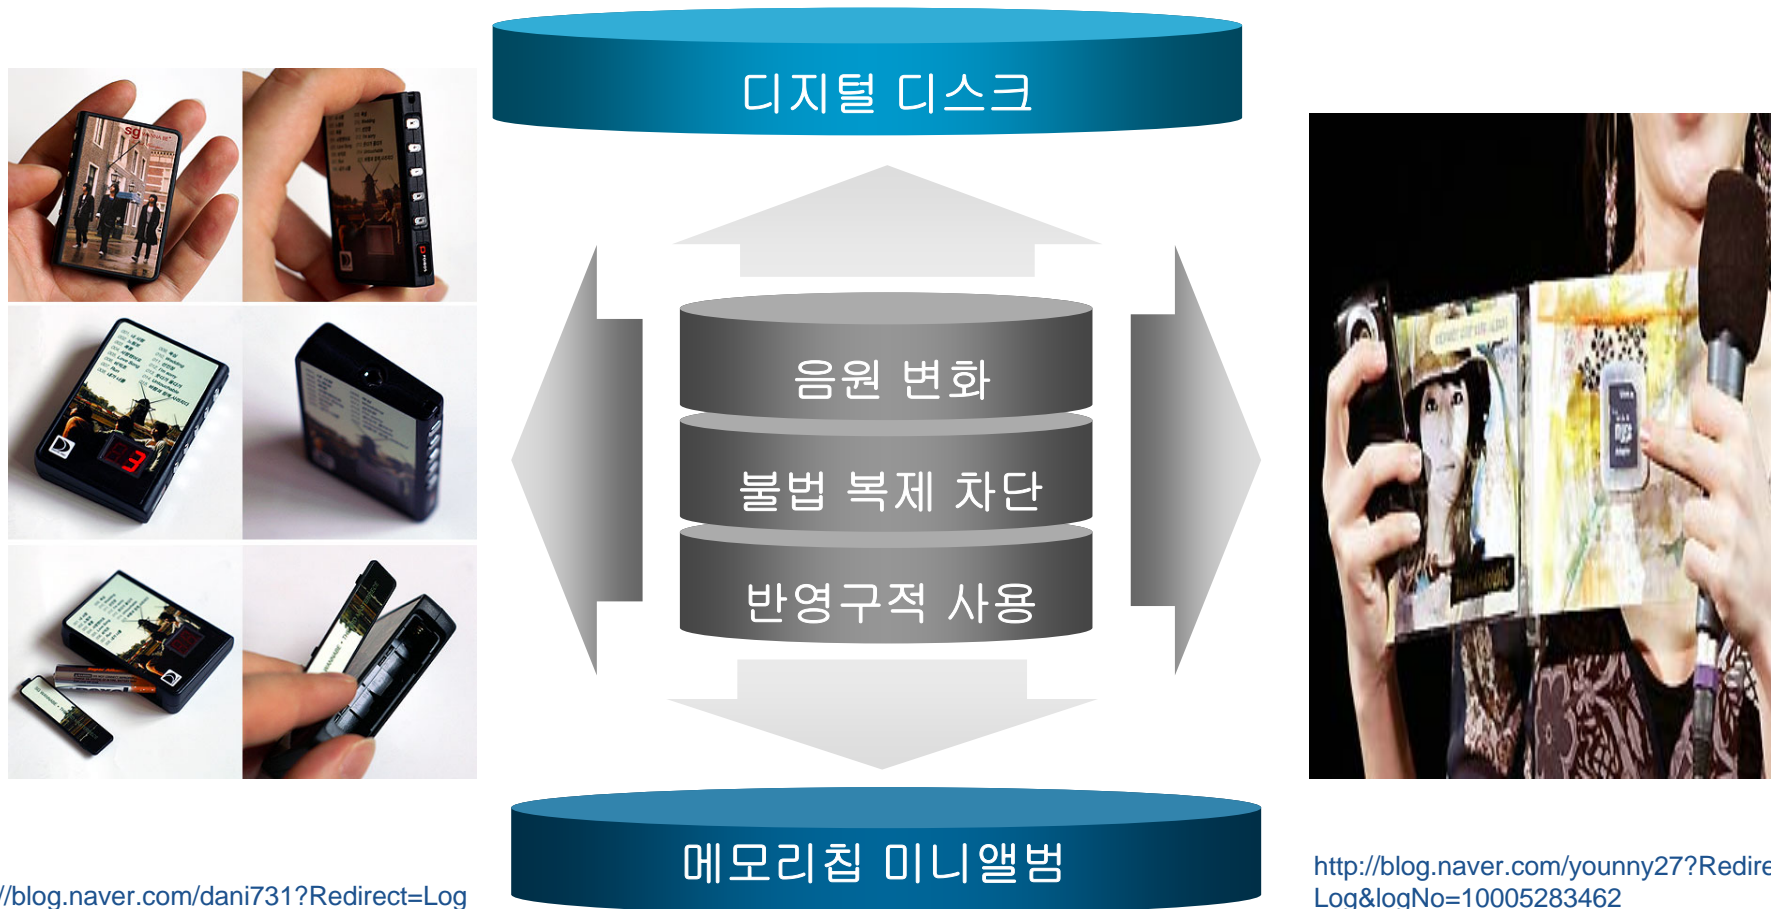 디지털 디스크
음원 변화
불법 복제 차단
반영구적 사용
메모리칩 미니앨범
//blog.naver.com/dani731?Redirect=Log
http://blog.naver.com/younny27?Redire
Log&logNo=10005283462
sg
3